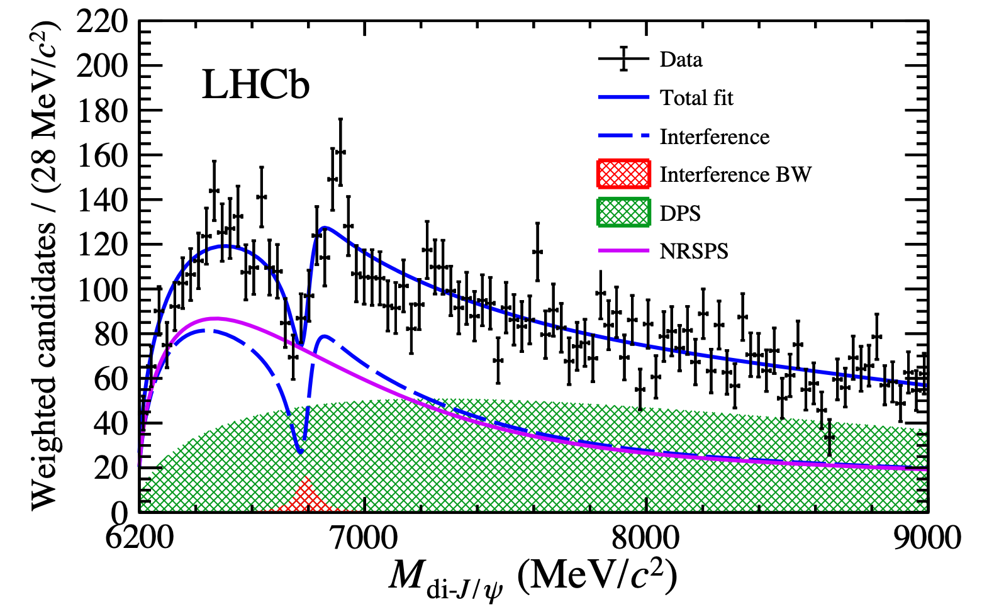 Weighted candidates / (28 MeV/c²)
220
200
180
160
140
120
100
80
60
40
20
0
LHCb
Data
Total fit
Interference
Interference BW
DPS
NRSPS
6200 7000 8000 9000
M di-J/ψ (MeV/c²)